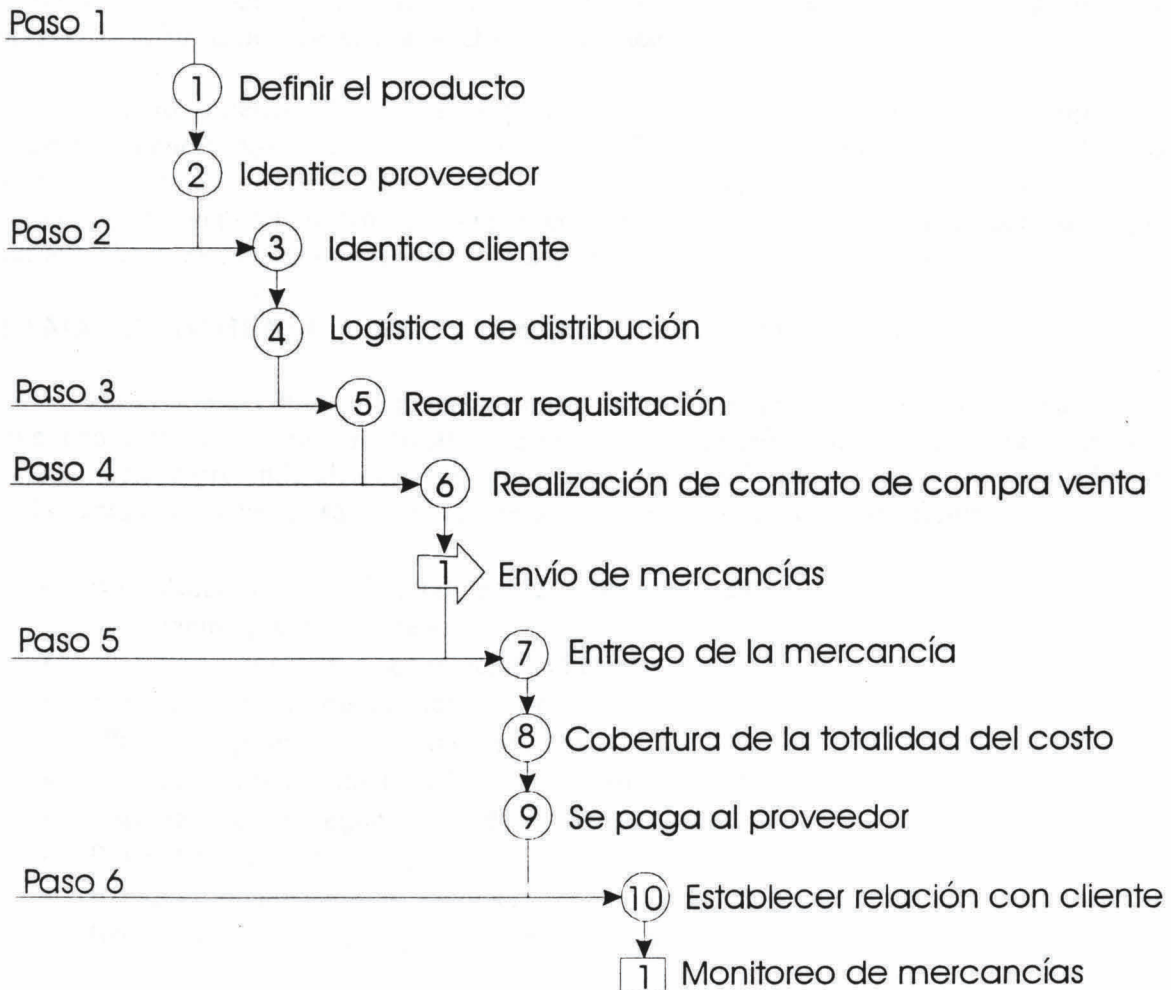 Paso 1
1 Definir el producto
2 Identico proveedor
Paso 2
3 Identico cliente
4 Logística de distribución
Paso 3
5 Realizar requisitación
Paso 4
6 Realización de contrato de compra venta
1 Envío de mercancías
Paso 5
7 Entrego de la mercancía
8 Cobertura de la totalidad del costo
9 Se paga al proveedor
Paso 6
10 Establecer relación con cliente
1 Monitoreo de mercancías